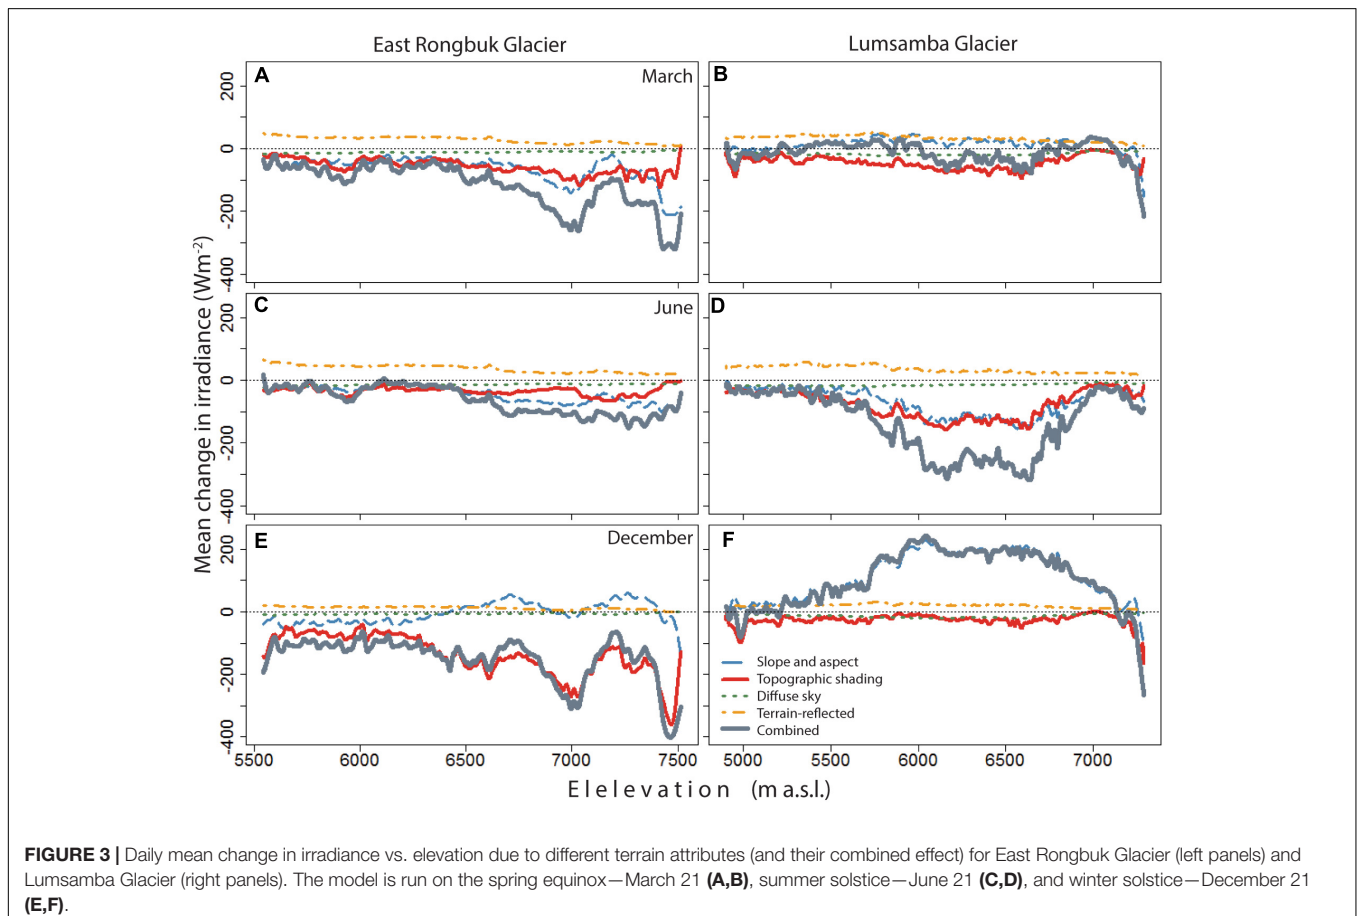 East Rongbuk Glacier
Lumsamba Glacier
A
March
B
200
0
-200
-400
C
June
D
200
0
-200
-400
E
December
F
200
0
-200
-400
Mean change in irradiance (Wm-2)
Slope and aspect
Topographic shading
Diffuse sky
Terrain-reflected
Combined
5500 6000 6500 7000 7500
5000 5500 6000 6500 7000
Elelevation (m a.s.l.)
FIGURE 3 | Daily mean change in irradiance vs. elevation due to different terrain attributes (and their combined effect) for East Rongbuk Glacier (left panels) and
Lumsamba Glacier (right panels). The model is run on the spring equinox—March 21 (A,B), summer solstice—June 21 (C,D), and winter solstice—December 21
(E,F).